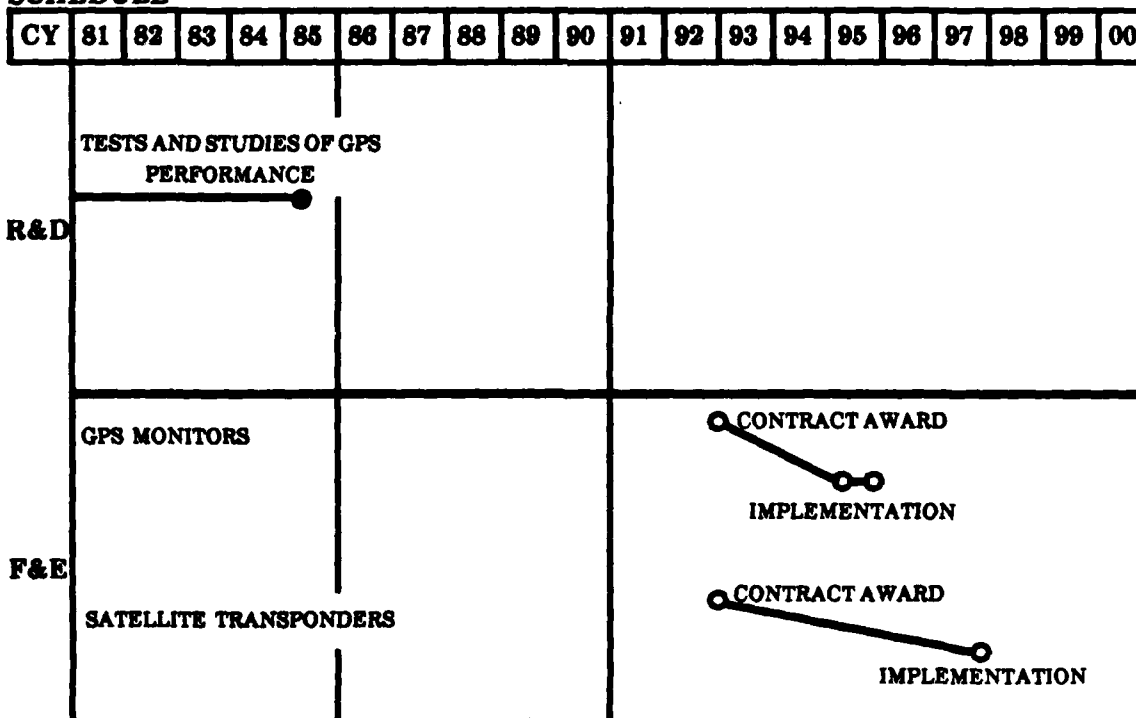 SCHEDULE
CY 81 82 83 84 85 86 87 88 89 90 91 92 93 94 95 96 97 98 99 00
TESTS AND STUDIES OF GPS
PERFORMANCE
R&D
GPS MONITORS
CONTRACT AWARD
IMPLEMENTATION
F&E
SATELLITE TRANSPONDERS
CONTRACT AWARD
IMPLEMENTATION